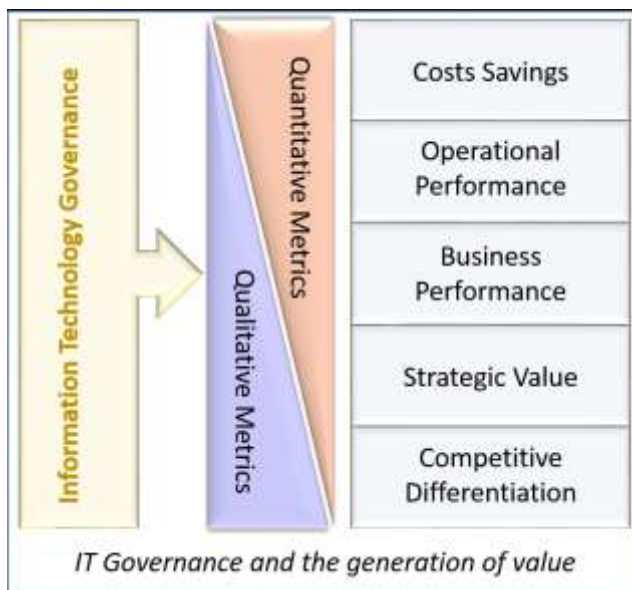 Information Technology Governance
Quantitative Metrics
Qualitative Metrics
Costs Savings
Operational
Performance
Business
Performance
Strategic Value
Competitive
Differentiation
IT Governance and the generation of value